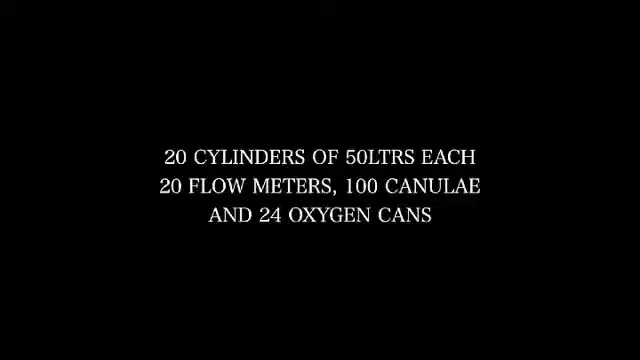 20 CYLINDERS OF 50LTRS EACH
20 FLOW METERS, 100 CANULAE
AND 24 OXYGEN CANS